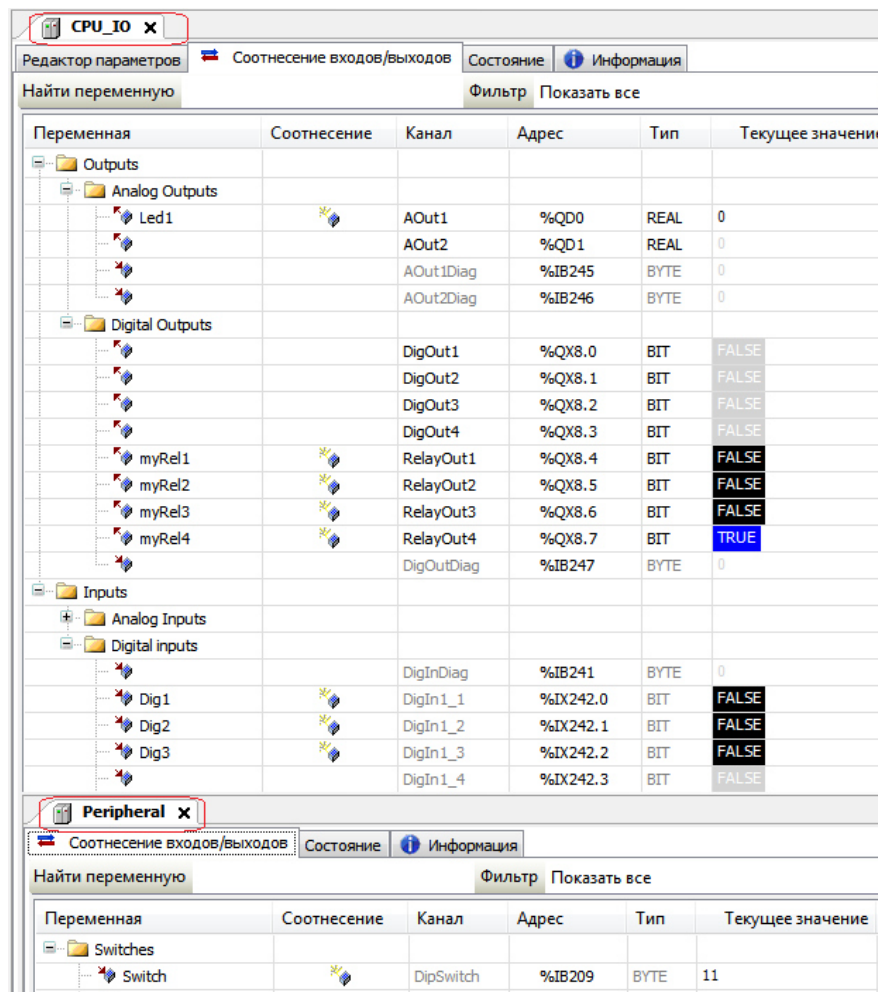 CPU_IO x
Редактор параметров Соотнесение входов/выходов Состояние Информация
Найти переменную Фильтр Показать все
Переменная Соотнесение Канал Адрес Тип Текущее значение
Outputs
Analog Outputs
Led1 AOut1 %QD0 REAL 0
AOut2 %QD1 REAL 0
AOut1Diag %IB245 BYTE 0
AOut2Diag %IB246 BYTE 0
Digital Outputs
DigOut1 %QX8.0 BIT FALSE
DigOut2 %QX8.1 BIT FALSE
DigOut3 %QX8.2 BIT FALSE
DigOut4 %QX8.3 BIT FALSE
myRel1 RelayOut1 %QX8.4 BIT FALSE
myRel2 RelayOut2 %QX8.5 BIT FALSE
myRel3 RelayOut3 %QX8.6 BIT FALSE
myRel4 RelayOut4 %QX8.7 BIT TRUE
DigOutDiag %IB247 BYTE 0
Inputs
Analog Inputs
Digital inputs
DigInDiag %IB241 BYTE 0
Dig1 DigIn1_1 %IX242.0 BIT FALSE
Dig2 DigIn1_2 %IX242.1 BIT FALSE
Dig3 DigIn1_3 %IX242.2 BIT FALSE
DigIn1_4 %IX242.3 BIT FALSE
Peripheral x
Соотнесение входов/выходов Состояние Информация
Найти переменную Фильтр Показать все
Переменная Соотнесение Канал Адрес Тип Текущее значение
Switches
Switch DipSwitch %IB209 BYTE 11